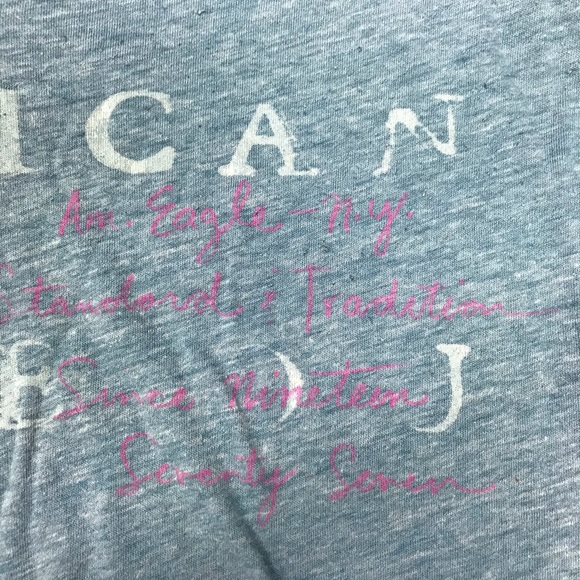 ICAN
Am. Eagle - N.Y.
Standard & Tradition
Since Nineteen
J
Seventy Seven